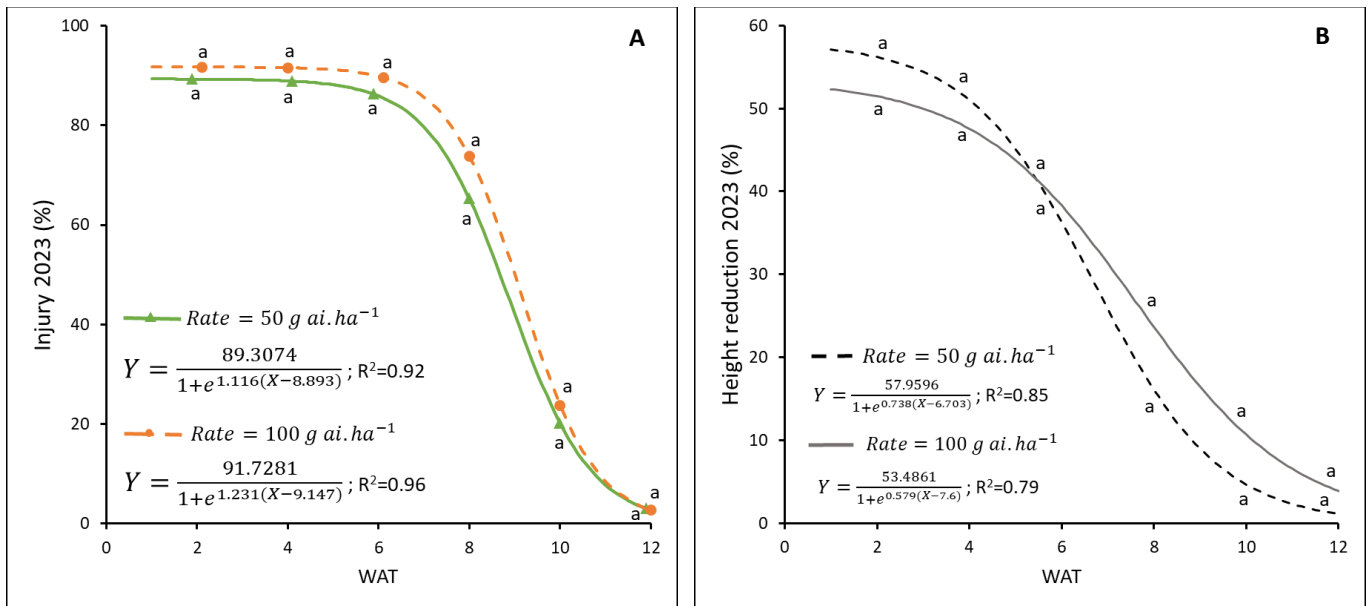 A
100
80
60
40
20
0
0 2 4 6 8 10 12
Injury 2023 (%)
WAT
a a a a a a
a a a a a a
Rate = 50 g ai.ha⁻¹
Y = 89.3074 / 1+e^1.116(X−8.893) ; R²=0.92
Rate = 100 g ai.ha⁻¹
Y = 91.7281 / 1+e^1.231(X−9.147) ; R²=0.96
B
60
50
40
30
20
10
0
0 2 4 6 8 10 12
Height reduction 2023 (%)
WAT
a a a a a a
a a a a a a
Rate = 50 g ai.ha⁻¹
Y = 57.9596 / 1+e^0.738(X−6.703) ; R²=0.85
Rate = 100 g ai.ha⁻¹
Y = 53.4861 / 1+e^0.579(X−7.6) ; R²=0.79